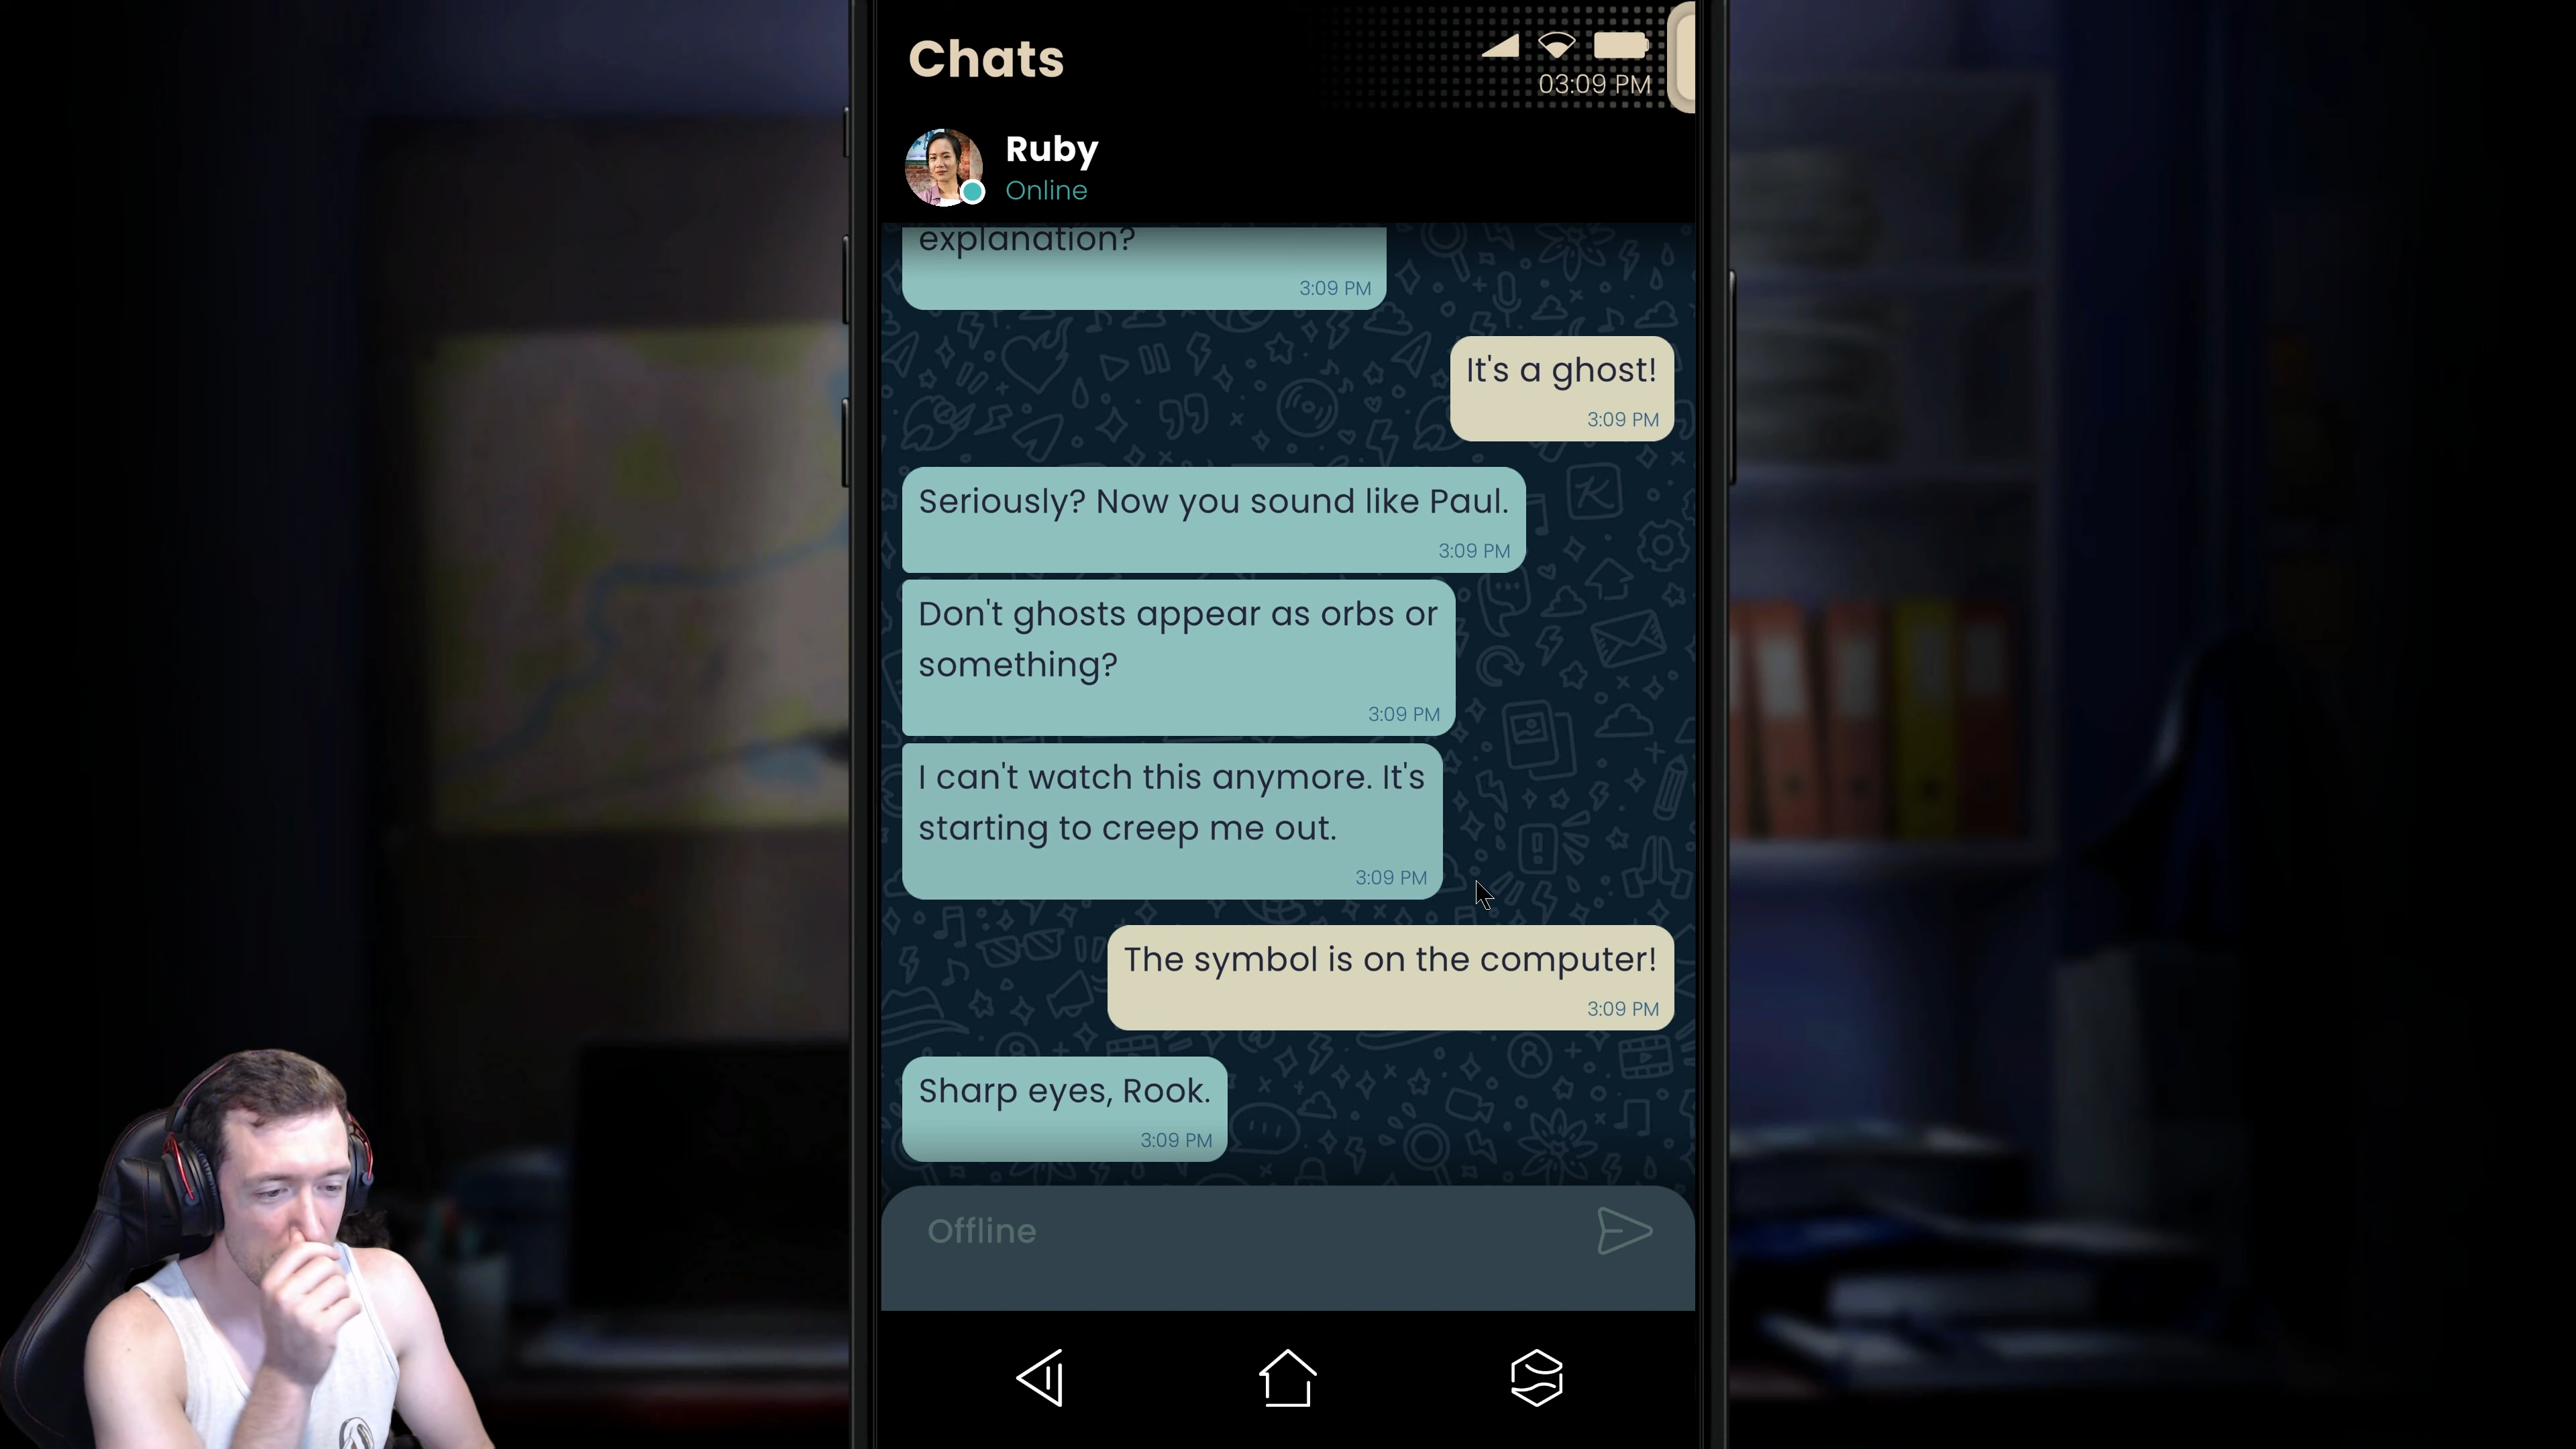 Chats
03:09 PM
Ruby
Online
explanation?
3:09 PM
It's a ghost!
3:09 PM
Seriously? Now you sound like Paul.
3:09 PM
Don't ghosts appear as orbs or
something?
3:09 PM
I can't watch this anymore. It's
starting to creep me out.
3:09 PM
The symbol is on the computer!
3:09 PM
Sharp eyes, Rook.
3:09 PM
Offline